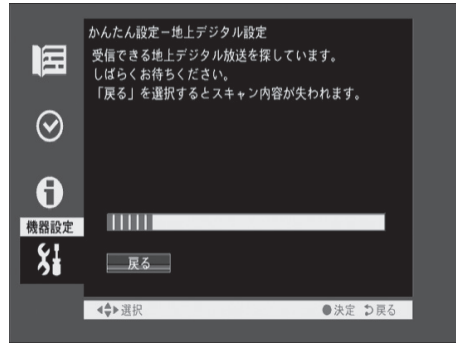 かんたん設定－地上デジタル設定
受信できる地上デジタル放送を探しています。
しばらくお待ちください。
「戻る」を選択するとスキャン内容が失われます。
機器設定
戻る
選択 決定 戻る